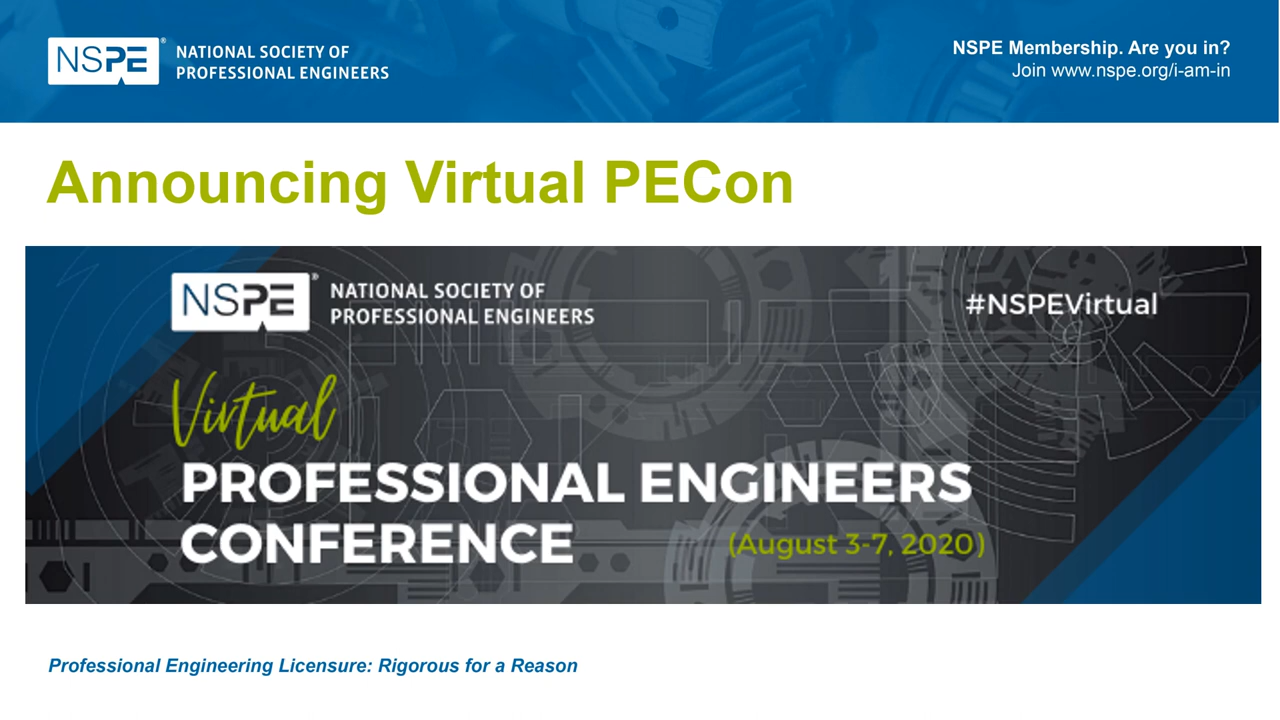 NSPE®
NATIONAL SOCIETY OF
PROFESSIONAL ENGINEERS
NSPE Membership. Are you in?
Join www.nspe.org/i-am-in
Announcing Virtual PECon
NSPE®
NATIONAL SOCIETY OF
PROFESSIONAL ENGINEERS
#NSPEVirtual
Virtual
PROFESSIONAL ENGINEERS
CONFERENCE
(August 3-7, 2020)
Professional Engineering Licensure: Rigorous for a Reason